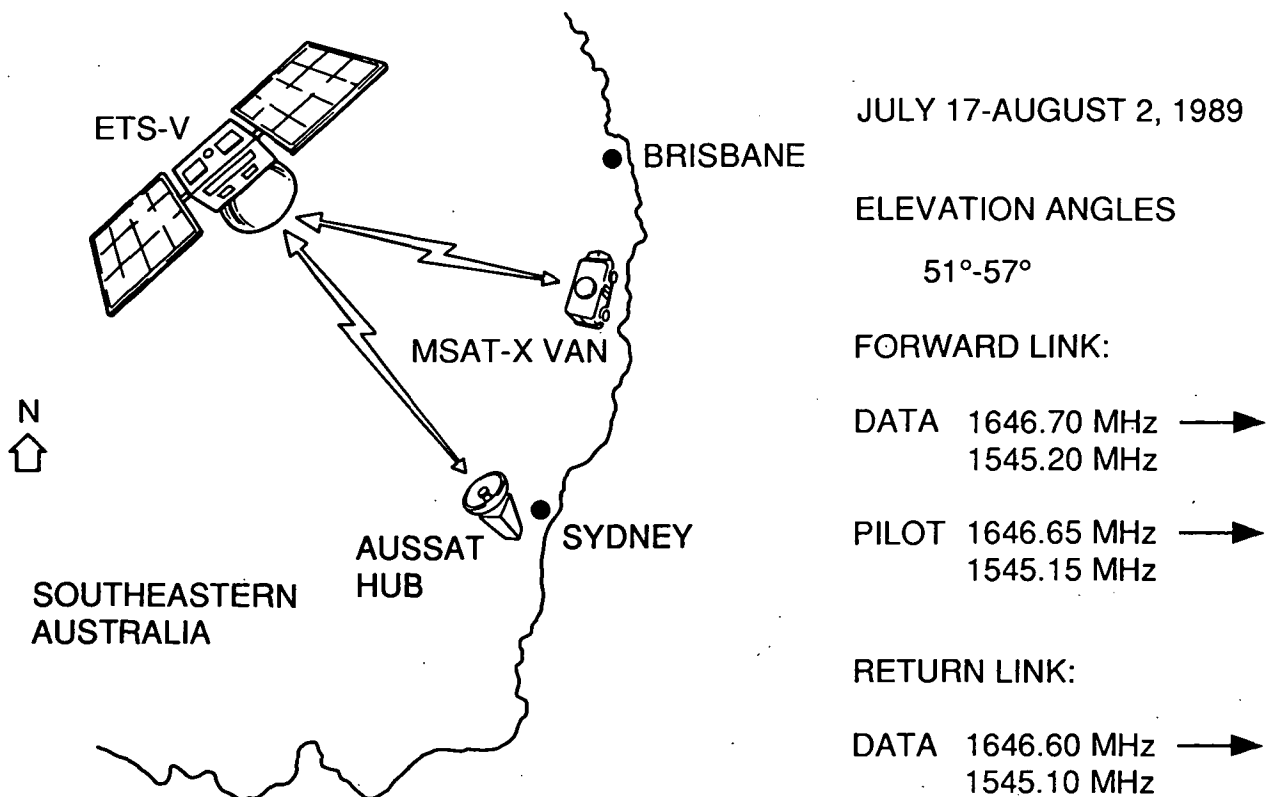 ETS-V
BRISBANE
MSAT-X VAN
N
AUSSAT
HUB
SYDNEY
SOUTHEASTERN
AUSTRALIA
JULY 17-AUGUST 2, 1989
ELEVATION ANGLES
51°-57°
FORWARD LINK:
DATA 1646.70 MHz
1545.20 MHz
PILOT 1646.65 MHz
1545.15 MHz
RETURN LINK:
DATA 1646.60 MHz
1545.10 MHz